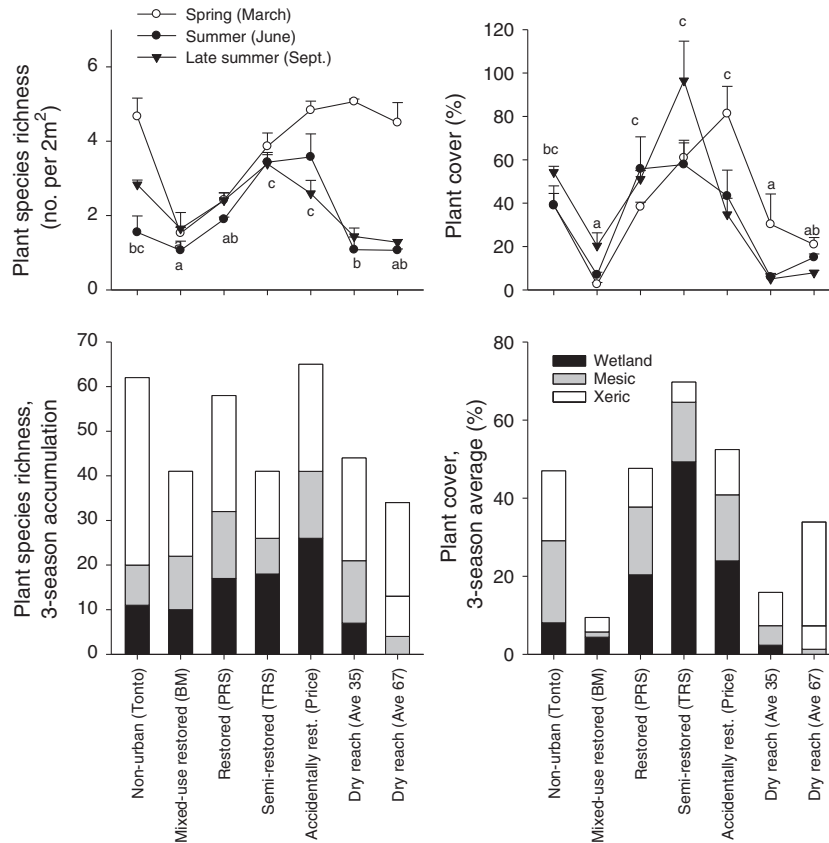 Spring (March)
Summer (June)
Late summer (Sept.)
Plant species richness
(no. per 2m²)
6
4
2
0
bc
a
ab
c
c
b
ab
Plant cover (%)
120
100
80
60
40
20
0
bc
a
c
c
c
a
ab
Plant species richness,
3-season accumulation
70
60
50
40
30
20
10
0
Non-urban (Tonto)
Mixed-use restored (BM)
Restored (PRS)
Semi-restored (TRS)
Accidentally rest. (Price)
Dry reach (Ave 35)
Dry reach (Ave 67)
Plant cover,
3-season average (%)
80
60
40
20
0
Wetland
Mesic
Xeric
Non-urban (Tonto)
Mixed-use restored (BM)
Restored (PRS)
Semi-restored (TRS)
Accidentally rest. (Price)
Dry reach (Ave 35)
Dry reach (Ave 67)